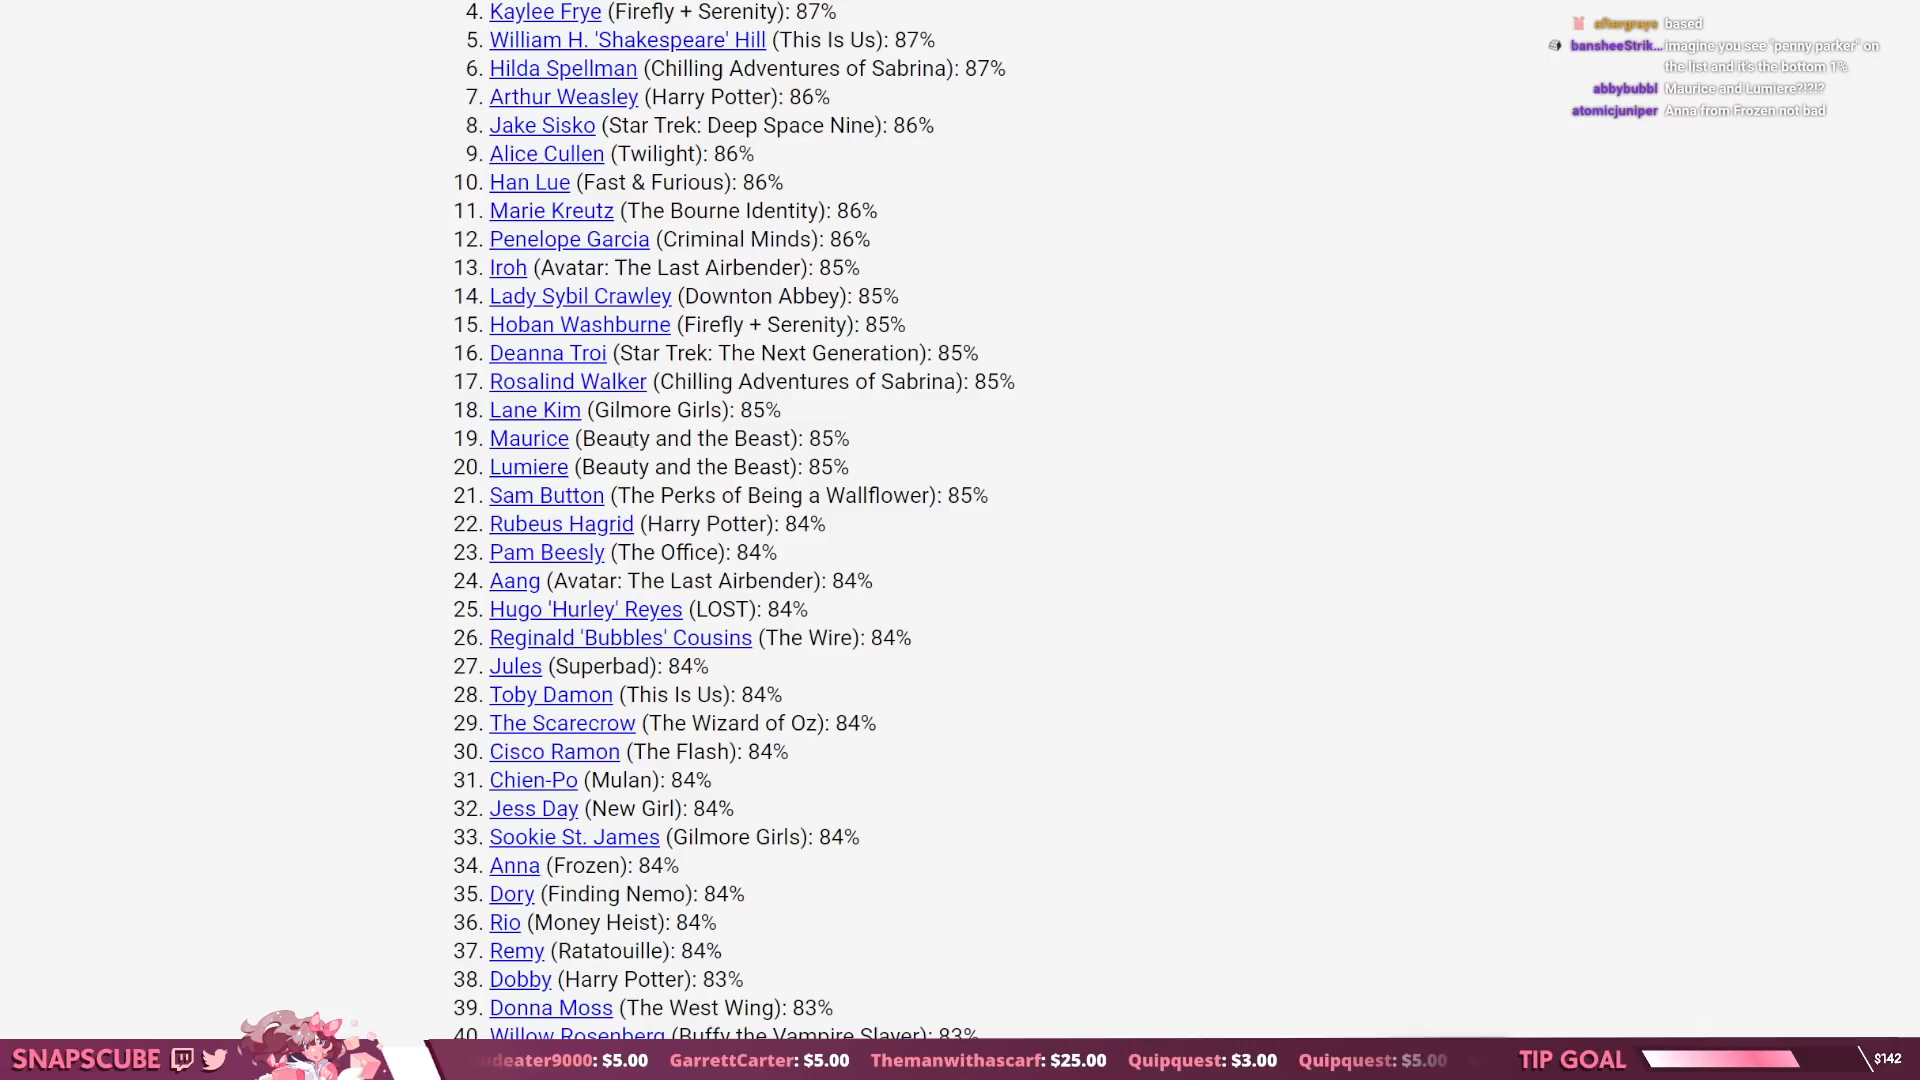 4. Kaylee Frye (Firefly + Serenity): 87%
5. William H. 'Shakespeare' Hill (This Is Us): 87%
6. Hilda Spellman (Chilling Adventures of Sabrina): 87%
7. Arthur Weasley (Harry Potter): 86%
8. Jake Sisko (Star Trek: Deep Space Nine): 86%
9. Alice Cullen (Twilight): 86%
10. Han Lue (Fast & Furious): 86%
11. Marie Kreutz (The Bourne Identity): 86%
12. Penelope Garcia (Criminal Minds): 86%
13. Iroh (Avatar: The Last Airbender): 85%
14. Lady Sybil Crawley (Downton Abbey): 85%
15. Hoban Washburne (Firefly + Serenity): 85%
16. Deanna Troi (Star Trek: The Next Generation): 85%
17. Rosalind Walker (Chilling Adventures of Sabrina): 85%
18. Lane Kim (Gilmore Girls): 85%
19. Maurice (Beauty and the Beast): 85%
20. Lumiere (Beauty and the Beast): 85%
21. Sam Button (The Perks of Being a Wallflower): 85%
22. Rubeus Hagrid (Harry Potter): 84%
23. Pam Beesly (The Office): 84%
24. Aang (Avatar: The Last Airbender): 84%
25. Hugo 'Hurley' Reyes (LOST): 84%
26. Reginald 'Bubbles' Cousins (The Wire): 84%
27. Jules (Superbad): 84%
28. Toby Damon (This Is Us): 84%
29. The Scarecrow (The Wizard of Oz): 84%
30. Cisco Ramon (The Flash): 84%
31. Chien-Po (Mulan): 84%
32. Jess Day (New Girl): 84%
33. Sookie St. James (Gilmore Girls): 84%
34. Anna (Frozen): 84%
35. Dory (Finding Nemo): 84%
36. Rio (Money Heist): 84%
37. Remy (Ratatouille): 84%
38. Dobby (Harry Potter): 83%
39. Donna Moss (The West Wing): 83%
40. Willow Rosenberg (Buffy the Vampire Slayer): 83%
aftergrays based
bansheeStrik... imagine you see "penny parker" on
the list and it's the bottom 1%
abbybubbl Maurice and Lumiere?!?!?
atomicjuniper Anna from Frozen not bad
SNAPSCUBE
udeater9000: $5.00 GarrettCarter: $5.00 Themanwithascarf: $25.00 Quipquest: $3.00 Quipquest: $5.00
TIP GOAL
$142